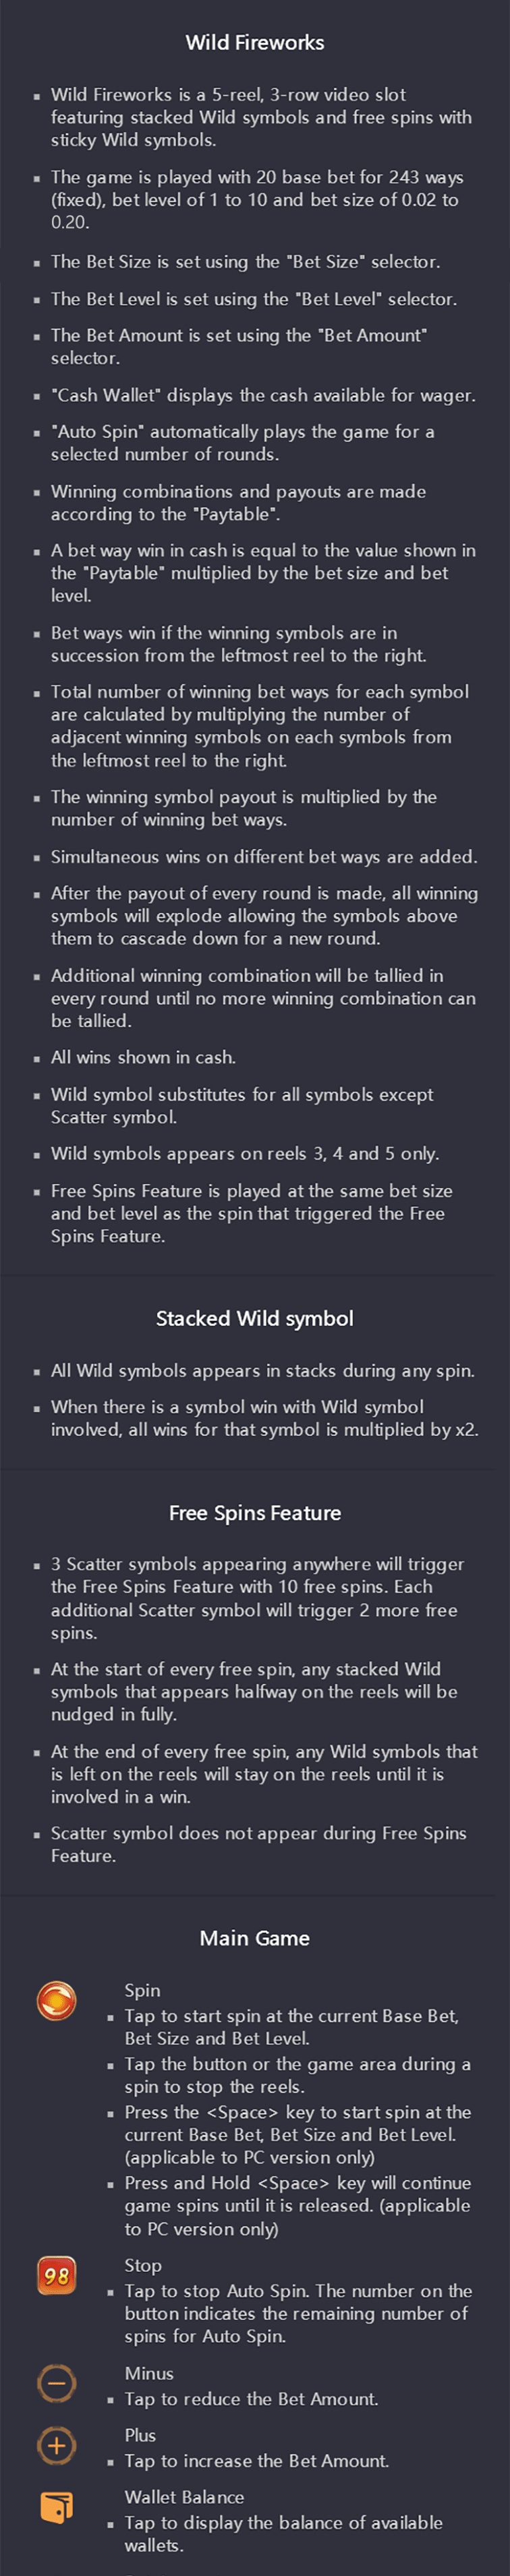 Wild Fireworks
▪ Wild Fireworks is a 5-reel, 3-row video slot
featuring stacked Wild symbols and free spins with
sticky Wild symbols.
▪ The game is played with 20 base bet for 243 ways
(fixed), bet level of 1 to 10 and bet size of 0.02 to
0.20.
▪ The Bet Size is set using the "Bet Size" selector.
▪ The Bet Level is set using the "Bet Level" selector.
▪ The Bet Amount is set using the "Bet Amount"
selector.
▪ "Cash Wallet" displays the cash available for wager.
▪ "Auto Spin" automatically plays the game for a
selected number of rounds.
▪ Winning combinations and payouts are made
according to the "Paytable".
▪ A bet way win in cash is equal to the value shown in
the "Paytable" multiplied by the bet size and bet
level.
▪ Bet ways win if the winning symbols are in
succession from the leftmost reel to the right.
▪ Total number of winning bet ways for each symbol
are calculated by multiplying the number of
adjacent winning symbols on each symbols from
the leftmost reel to the right.
▪ The winning symbol payout is multiplied by the
number of winning bet ways.
▪ Simultaneous wins on different bet ways are added.
▪ After the payout of every round is made, all winning
symbols will explode allowing the symbols above
them to cascade down for a new round.
▪ Additional winning combination will be tallied in
every round until no more winning combination can
be tallied.
▪ All wins shown in cash.
▪ Wild symbol substitutes for all symbols except
Scatter symbol.
▪ Wild symbols appears on reels 3, 4 and 5 only.
▪ Free Spins Feature is played at the same bet size
and bet level as the spin that triggered the Free
Spins Feature.
Stacked Wild symbol
▪ All Wild symbols appears in stacks during any spin.
▪ When there is a symbol win with Wild symbol
involved, all wins for that symbol is multiplied by x2.
Free Spins Feature
▪ 3 Scatter symbols appearing anywhere will trigger
the Free Spins Feature with 10 free spins. Each
additional Scatter symbol will trigger 2 more free
spins.
▪ At the start of every free spin, any stacked Wild
symbols that appears halfway on the reels will be
nudged in fully.
▪ At the end of every free spin, any Wild symbols that
is left on the reels will stay on the reels until it is
involved in a win.
▪ Scatter symbol does not appear during Free Spins
Feature.
Main Game
Spin
▪ Tap to start spin at the current Base Bet,
Bet Size and Bet Level.
▪ Tap the button or the game area during a
spin to stop the reels.
▪ Press the <Space> key to start spin at the
current Base Bet, Bet Size and Bet Level.
(applicable to PC version only)
▪ Press and Hold <Space> key will continue
game spins until it is released. (applicable
to PC version only)
98
Stop
▪ Tap to stop Auto Spin. The number on the
button indicates the remaining number of
spins for Auto Spin.
Minus
▪ Tap to reduce the Bet Amount.
Plus
▪ Tap to increase the Bet Amount.
Wallet Balance
▪ Tap to display the balance of available
wallets.